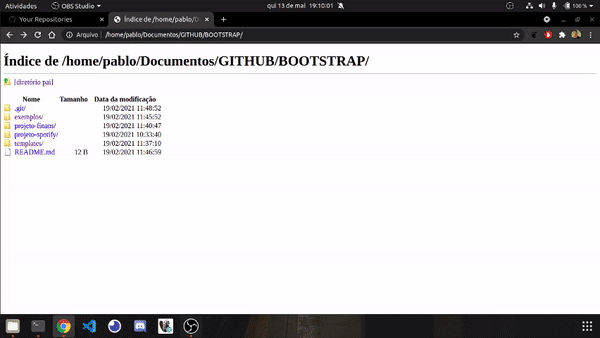 Atividades OBS Studio qui 13 de mai 19:10:01 100 %
Your Repositories Índice de /home/pablo/Do
Arquivo /home/pablo/Documentos/GITHUB/BOOTSTRAP/
Índice de /home/pablo/Documentos/GITHUB/BOOTSTRAP/
[diretório pai]
Nome Tamanho Data da modificação
.git/ 19/02/2021 11:48:52
exemplos/ 19/02/2021 11:45:52
projeto-finans/ 19/02/2021 11:40:47
projeto-spotify/ 19/02/2021 10:33:40
templates/ 19/02/2021 11:37:10
README.md 12 B 19/02/2021 11:46:59